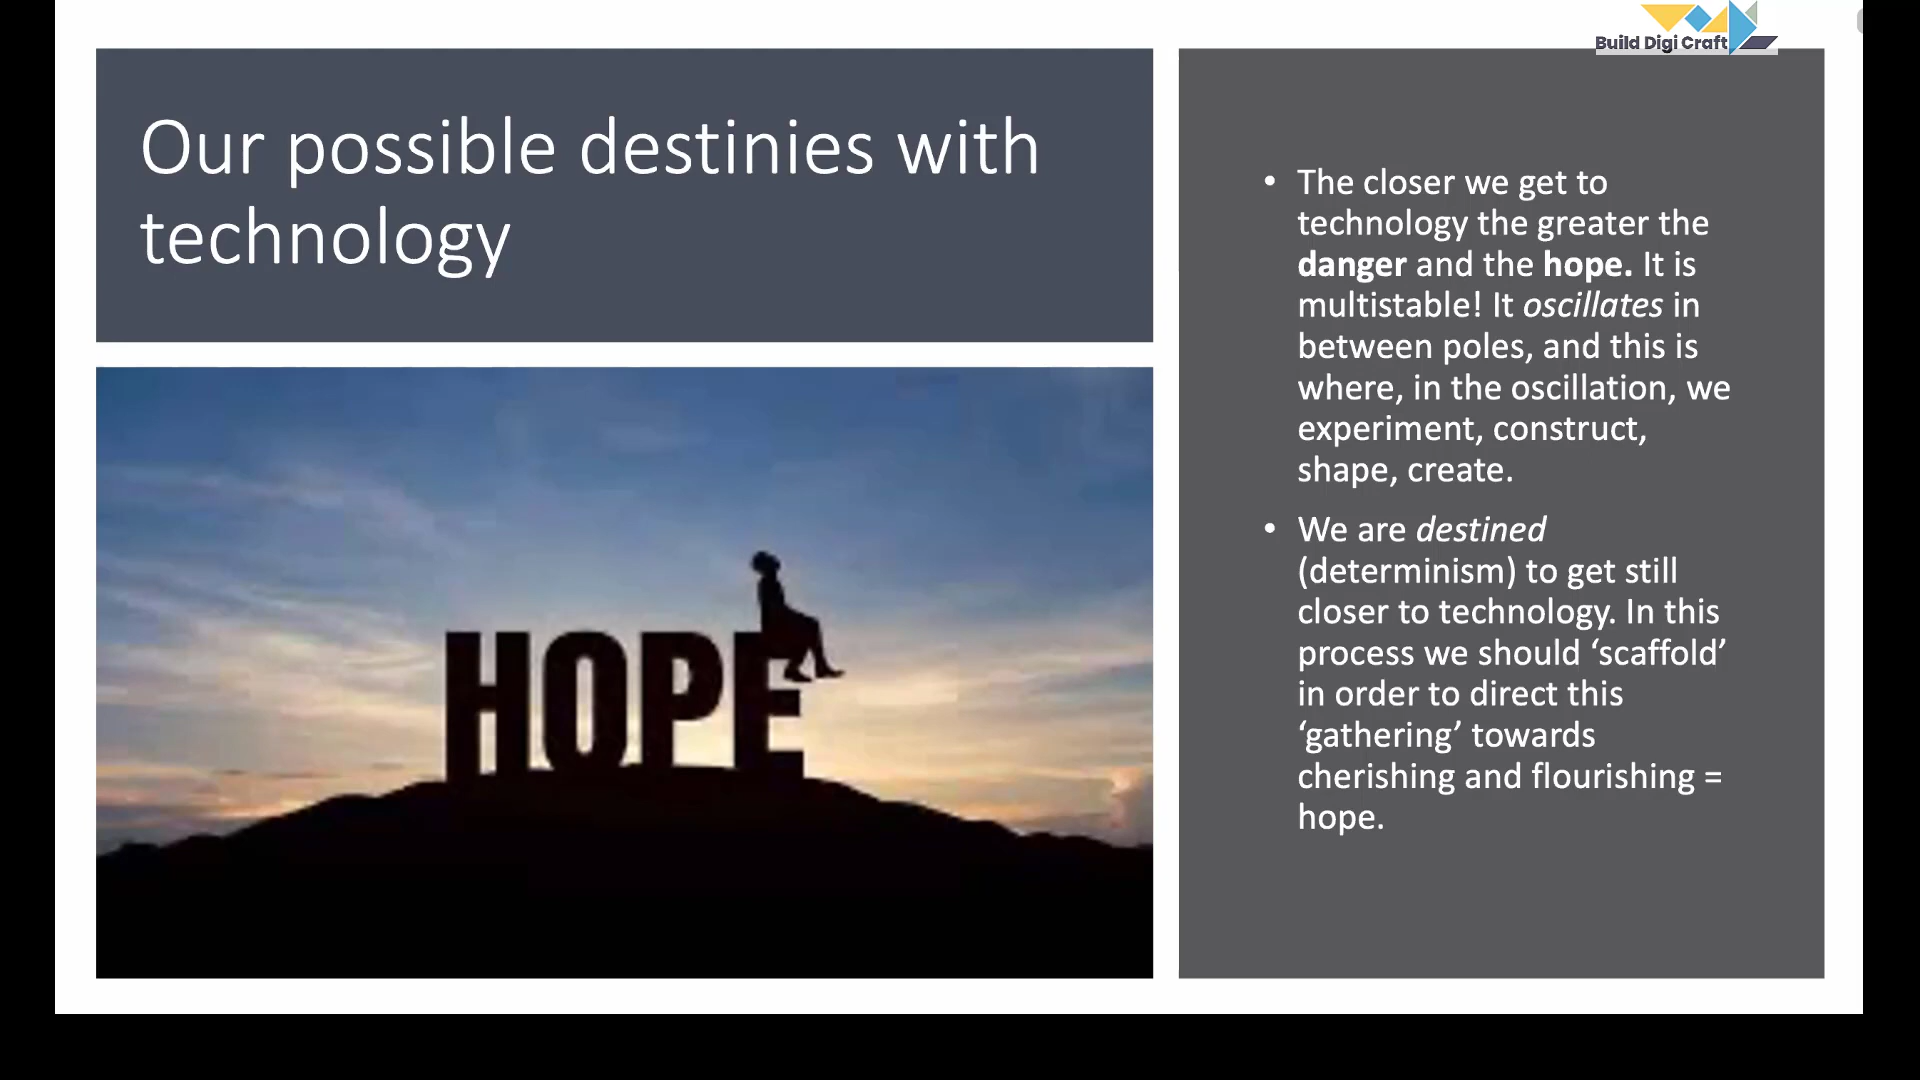 Build Digi Craft
Our possible destinies with
technology
HOPE
• The closer we get to
technology the greater the
danger and the hope. It is
multistable! It oscillates in
between poles, and this is
where, in the oscillation, we
experiment, construct,
shape, create.
• We are destined
(determinism) to get still
closer to technology. In this
process we should ‘scaffold’
in order to direct this
‘gathering’ towards
cherishing and flourishing =
hope.